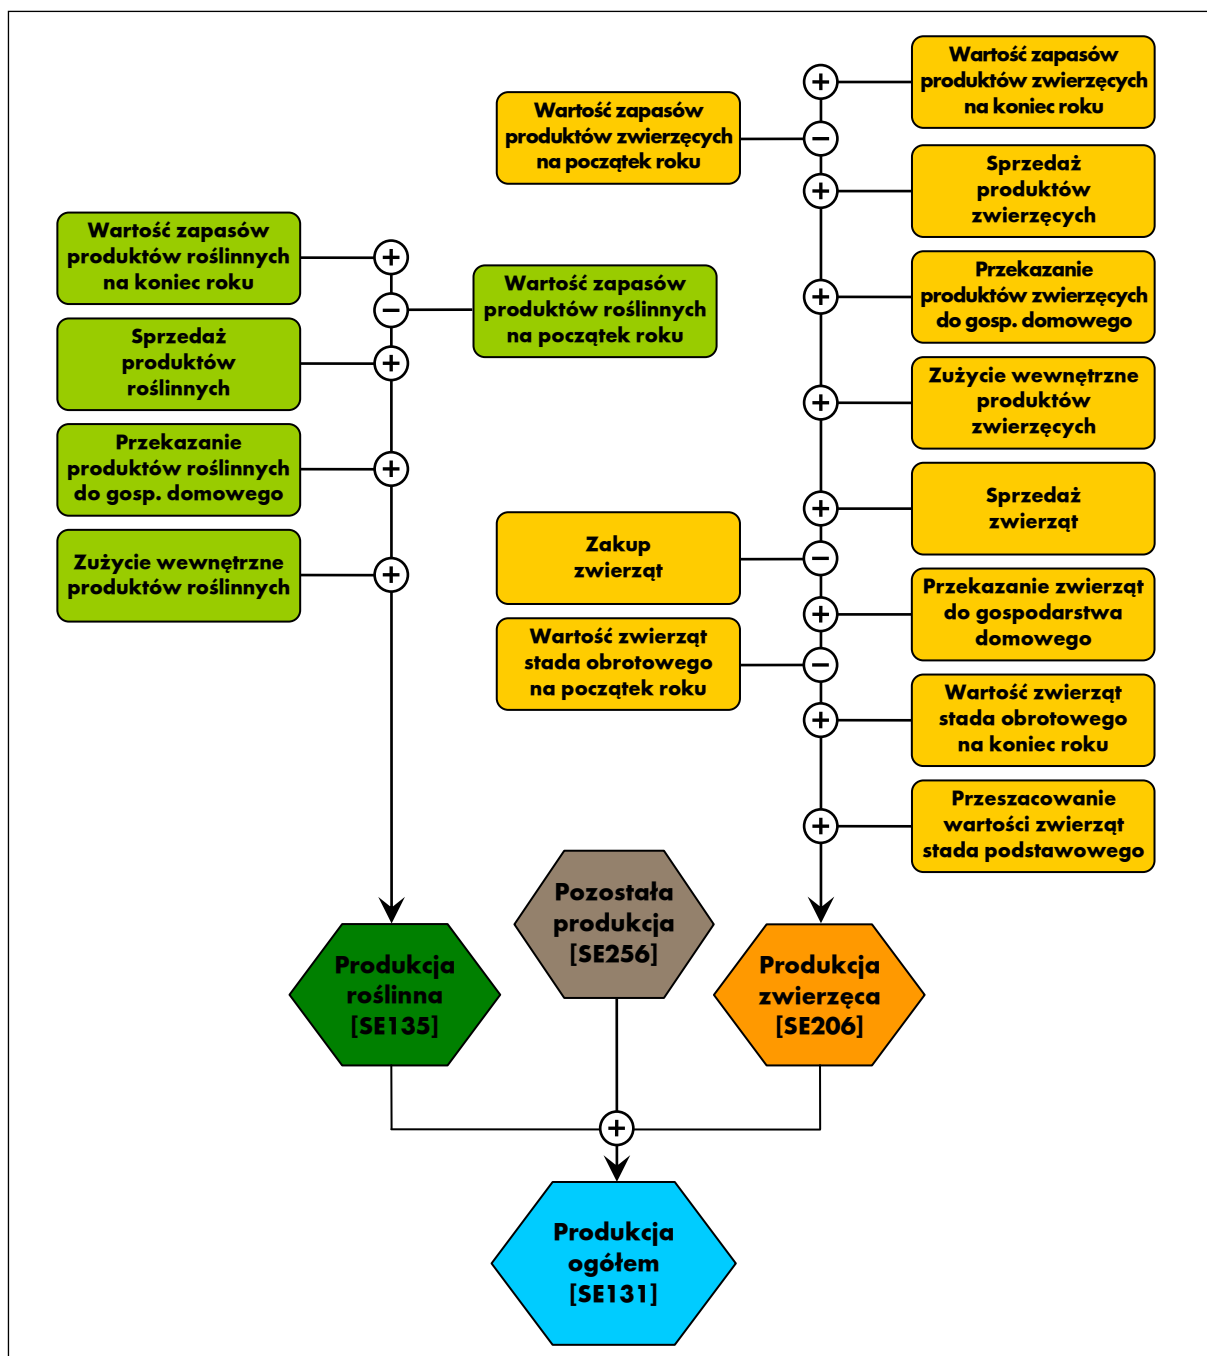 Wartość zapasów
produktów zwierzęcych
na koniec roku
Wartość zapasów
produktów zwierzęcych
na początek roku
Sprzedaż
produktów
zwierzęcych
Wartość zapasów
produktów roślinnych
na koniec roku
Wartość zapasów
produktów roślinnych
na początek roku
Przekazanie
produktów zwierzęcych
do gosp. domowego
Sprzedaż
produktów
roślinnych
Zużycie wewnętrzne
produktów
zwierzęcych
Przekazanie
produktów roślinnych
do gosp. domowego
Sprzedaż
zwierząt
Zakup
zwierząt
Zużycie wewnętrzne
produktów roślinnych
Przekazanie zwierząt
do gospodarstwa
domowego
Wartość zwierząt
stada obrotowego
na początek roku
Wartość zwierząt
stada obrotowego
na koniec roku
Przeszacowanie
wartości zwierząt
stada podstawowego
Pozostała
produkcja
[SE256]
Produkcja
roślinna
[SE135]
Produkcja
zwierzęca
[SE206]
Produkcja
ogółem
[SE131]